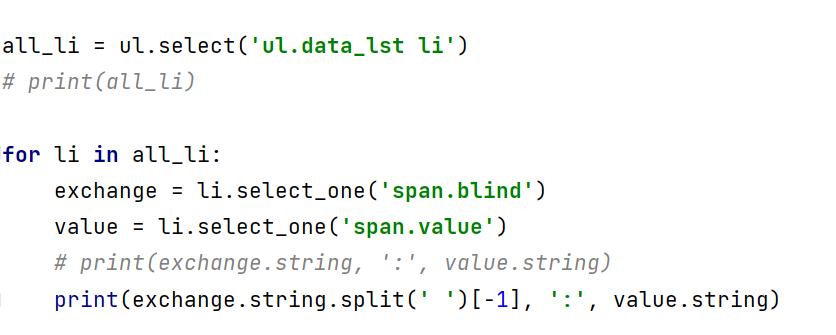 all_li = ul.select('ul.data_lst li')
# print(all_li)
for li in all_li:
    exchange = li.select_one('span.blind')
    value = li.select_one('span.value')
    # print(exchange.string, ':', value.string)
    print(exchange.string.split(' ')[-1], ':', value.string)